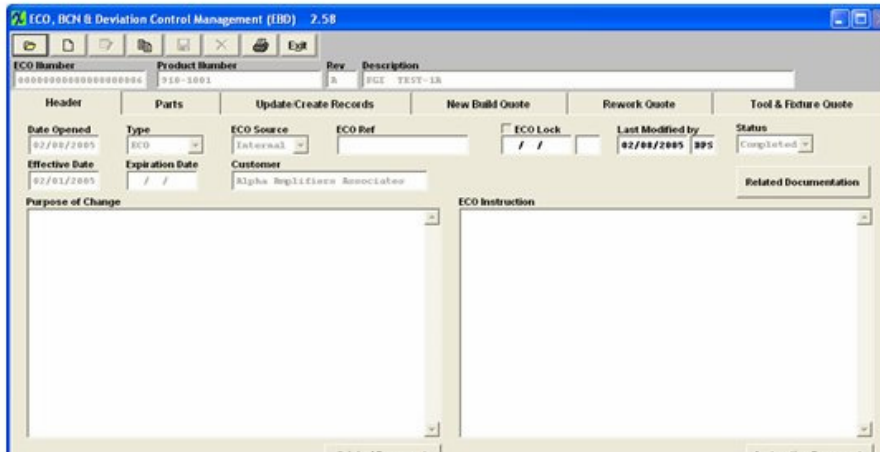 ECO, BCN & Deviation Control Management (EBD) 2.58
Exit
ECO Number Product Number Rev Description
00000000000000000006 910-1001 A FGI TEST-1A
Header Parts Update/Create Records New Build Quote Rework Quote Tool & Fixture Quote
Date Opened Type ECO Source ECO Ref ECO Lock Last Modified by Status
02/08/2005 ECO Internal / / 02/08/2005 Completed
Effective Date Expiration Date Customer
02/01/2005 / / Alpha Amplifiers Associates
Related Documentation
Purpose of Change ECO Instruction